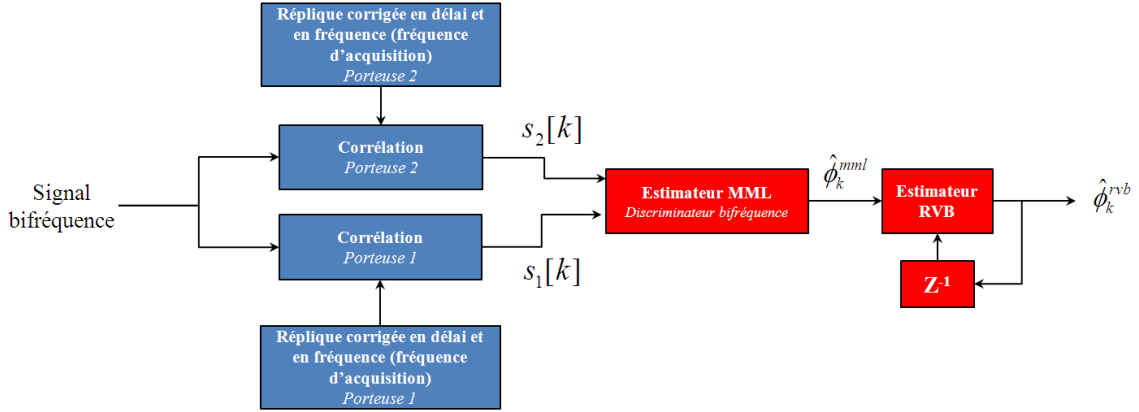 Réplique corrigée en délai et
en fréquence (fréquence
d’acquisition)
Porteuse 2
Corrélation
Porteuse 2
s₂[k]
Signal
bifréquence
Estimateur MML
Discriminateur bifréquence
ϕ̂ₖᵐᵐˡ
Estimateur
RVB
ϕ̂ₖʳᵛᵇ
Corrélation
Porteuse 1
s₁[k]
Z⁻¹
Réplique corrigée en délai et
en fréquence (fréquence
d’acquisition)
Porteuse 1